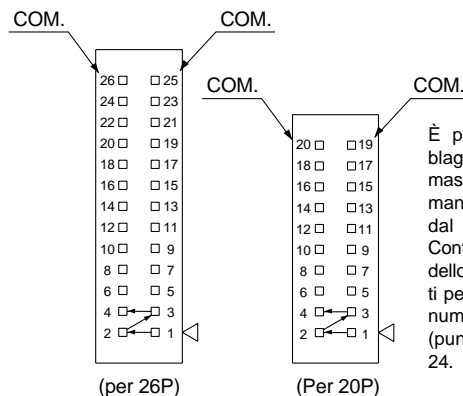 COM. COM.
26 25
24 23
22 21
20 19
18 17
16 15
14 13
12 11
10 9
8 7
6 5
4 3
2 1
(per 26P)
COM. COM.
20 19
18 17
16 15
14 13
12 11
10 9
8 7
6 5
4 3
2 1
(Per 20P)
È p
blag
mas
man
dal
Cont
dello
ti pe
num
(pun
24.